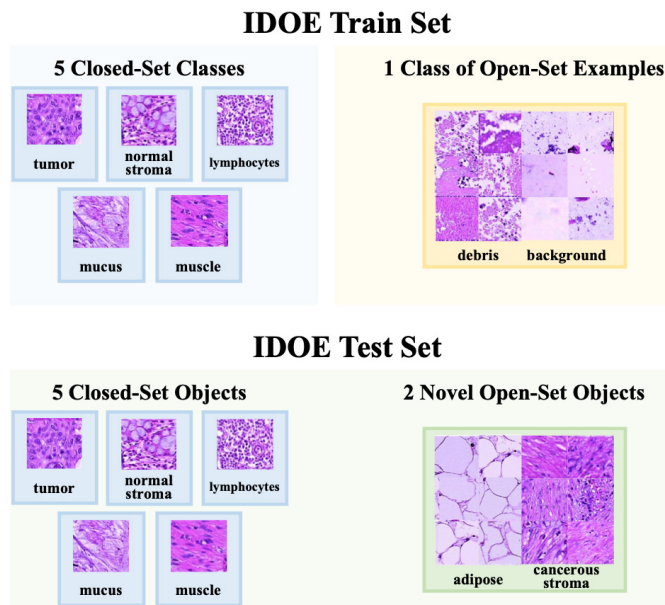 IDOE Train Set
5 Closed-Set Classes
tumor
normal
stroma
lymphocytes
mucus
muscle
1 Class of Open-Set Examples
debris
background
IDOE Test Set
5 Closed-Set Objects
tumor
normal
stroma
lymphocytes
mucus
muscle
2 Novel Open-Set Objects
adipose
cancerous
stroma